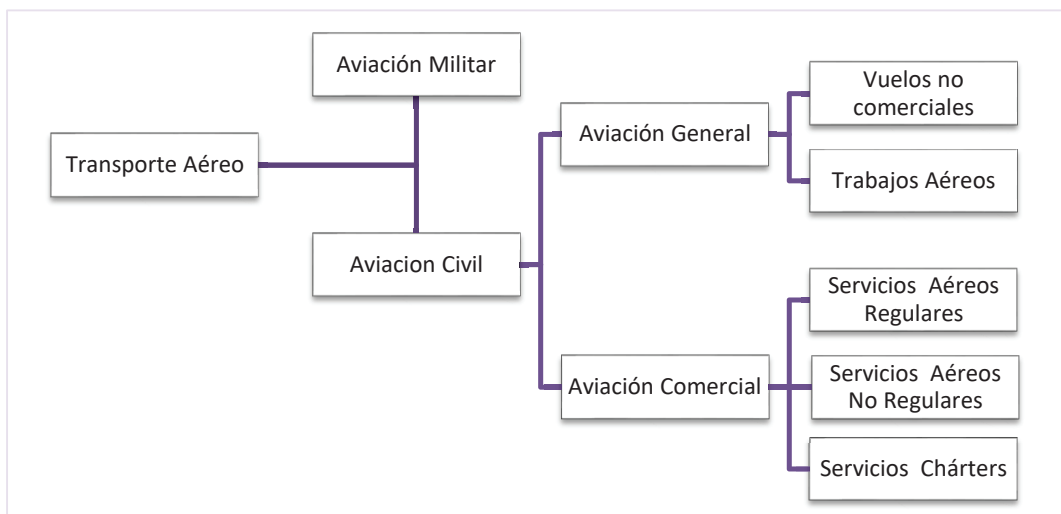 Aviación Militar
Transporte Aéreo
Aviacion Civil
Aviación General
Vuelos no
comerciales
Trabajos Aéreos
Aviación Comercial
Servicios  Aéreos
Regulares
Servicios  Aéreos
No Regulares
Servicios  Chárters